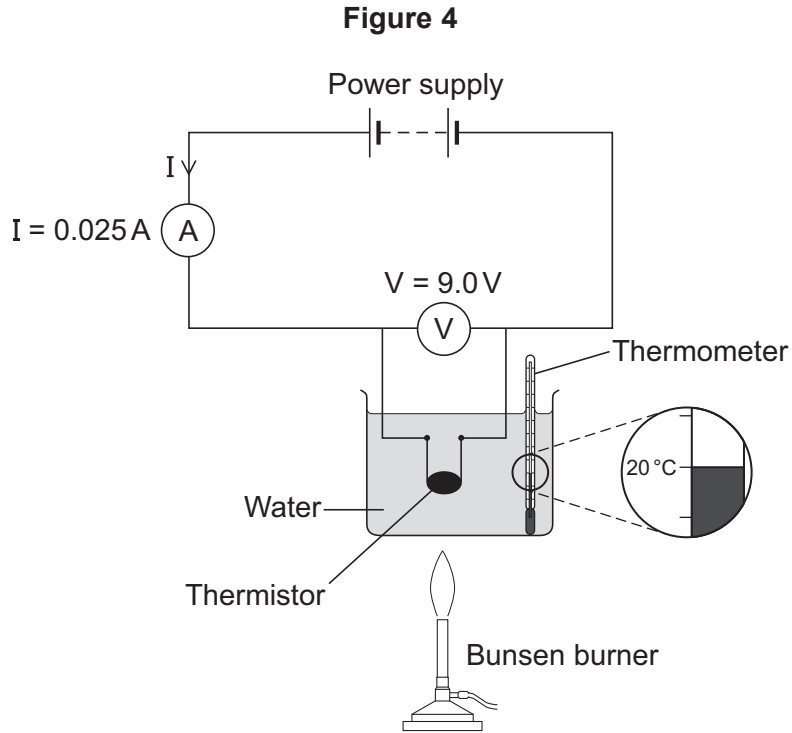 Figure 4
Power supply
I
I = 0.025 A
A
V = 9.0 V
V
Thermometer
20 °C
Water
Thermistor
Bunsen burner